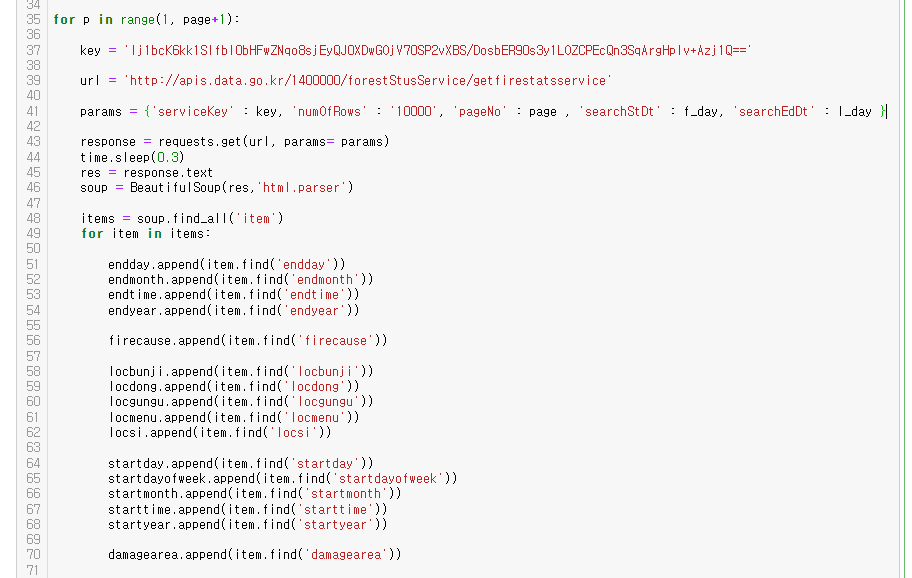 34
35 for p in range(1, page+1):
36
37 key =
38
39 url = 'http://apis.data.go.kr/1400000/forestStusService/getfirestatsservice'
40
41 params = {'serviceKey' : key, 'numOfRows' : '10000', 'pageNo' : page , 'searchStDt' : f_day, 'searchEdDt' : l_day }
42
43 response = requests.get(url, params= params)
44 time.sleep(0.3)
45 res = response.text
46 soup = BeautifulSoup(res,'html.parser')
47
48 items = soup.find_all('item')
49 for item in items:
50
51 endday.append(item.find('endday'))
52 endmonth.append(item.find('endmonth'))
53 endtime.append(item.find('endtime'))
54 endyear.append(item.find('endyear'))
55
56 firecause.append(item.find('firecause'))
57
58 locbunji.append(item.find('locbunji'))
59 locdong.append(item.find('locdong'))
60 locgungu.append(item.find('locgungu'))
61 locmenu.append(item.find('locmenu'))
62 locsi.append(item.find('locsi'))
63
64 startday.append(item.find('startday'))
65 startdayofweek.append(item.find('startdayofweek'))
66 startmonth.append(item.find('startmonth'))
67 starttime.append(item.find('starttime'))
68 startyear.append(item.find('startyear'))
69
70 damagearea.append(item.find('damagearea'))
71